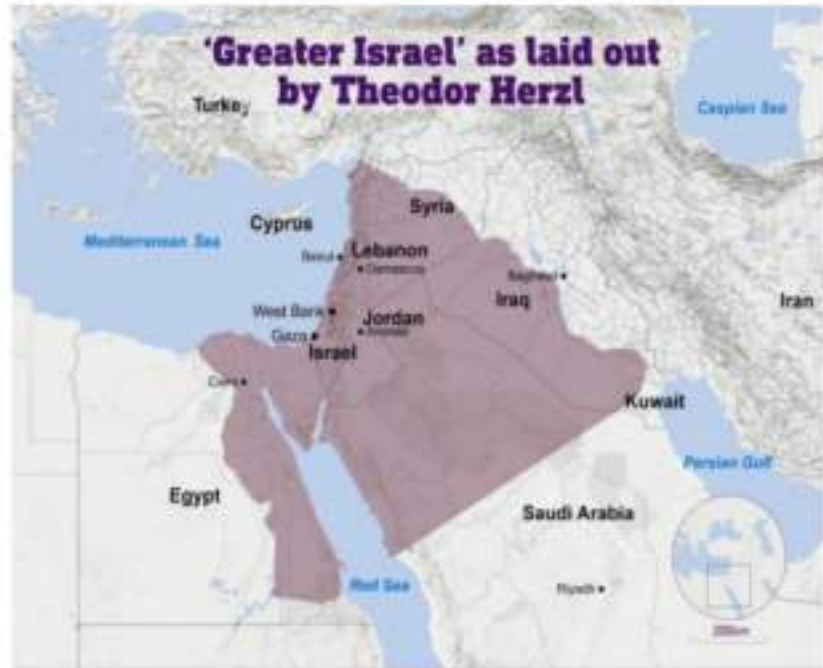 'Greater Israel' as laid out
by Theodor Herzl
Turkey
Caspian Sea
Cyprus
Syria
Mediterranean Sea
Beirut
Lebanon
Damascus
Baghdad
Iraq
Iran
West Bank
Jordan
Gaza
Israel
Cairo
Kuwait
Persian Gulf
Egypt
Saudi Arabia
Red Sea
Riyadh